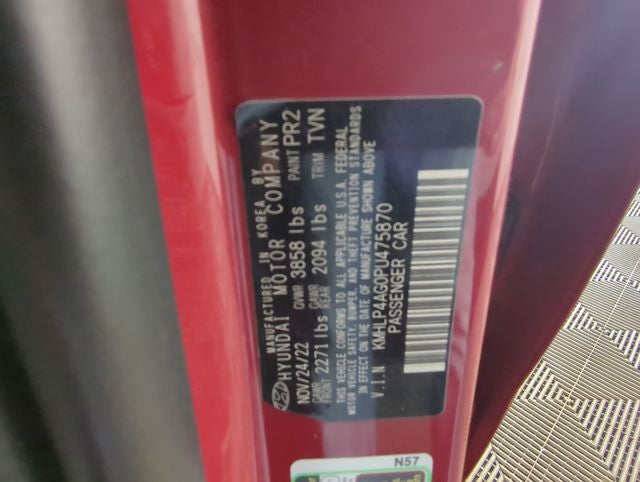 MANUFACTURED IN KOREA BY
HYUNDAI MOTOR COMPANY
NOV/24/22 GVWR 3858 lbs PAINT PR2
GAWR FRONT 2271 lbs GAWR REAR 2094 lbs TRIM TVN
THIS VEHICLE CONFORMS TO ALL APPLICABLE U.S.A. FEDERAL
MOTOR VEHICLE SAFETY, BUMPER, AND THEFT PREVENTION STANDARDS
IN EFFECT ON THE DATE OF MANUFACTURE SHOWN ABOVE
V.I.N KMHLP4AG0PU475870
PASSENGER CAR
N57